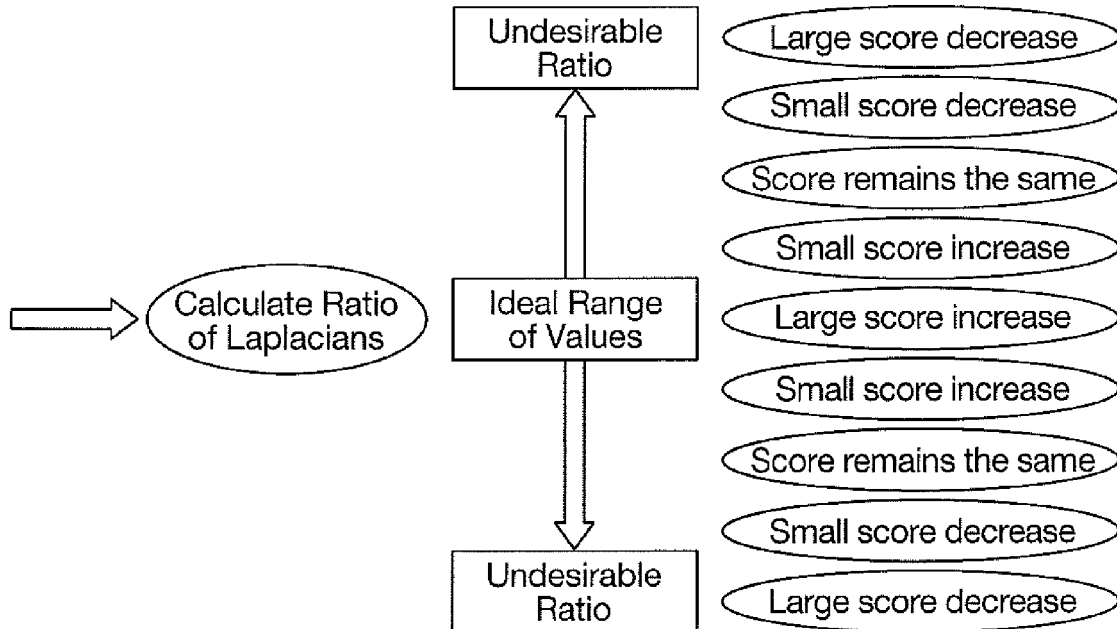 Undesirable
Ratio
Large score decrease
Small score decrease
Score remains the same
Small score increase
Calculate Ratio
of Laplacians
Ideal Range
of Values
Large score increase
Small score increase
Score remains the same
Small score decrease
Undesirable
Ratio
Large score decrease